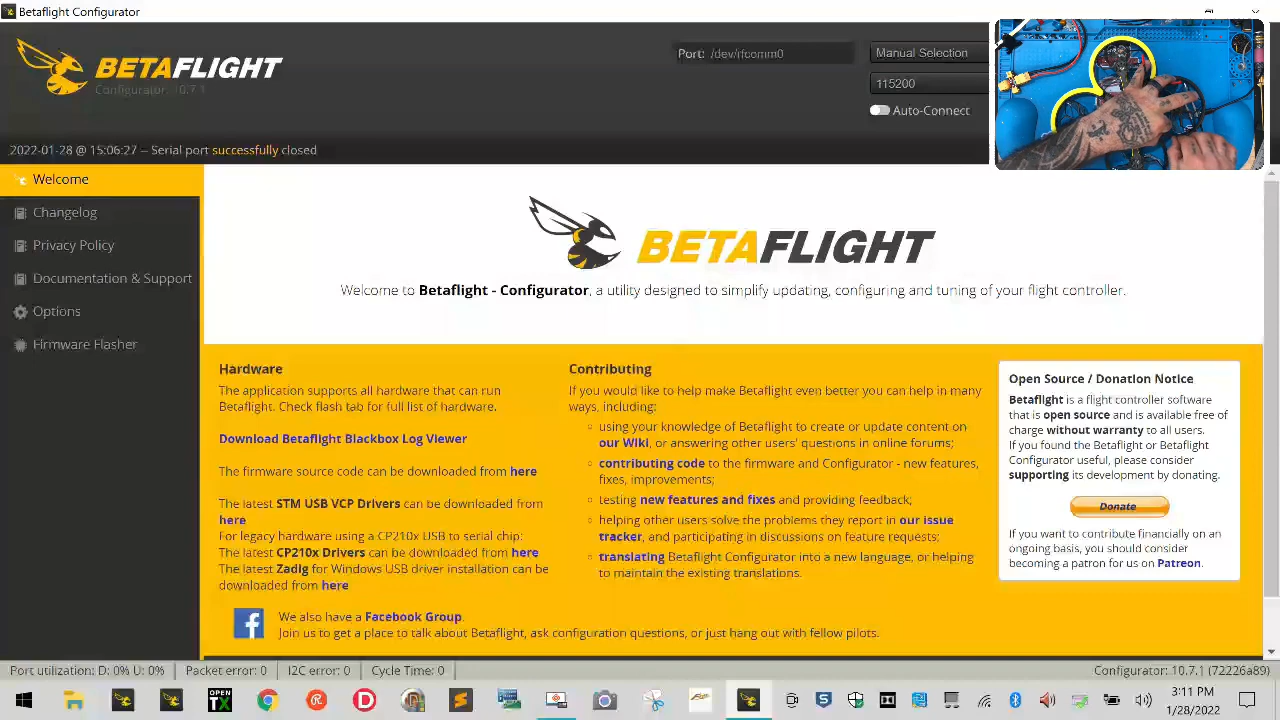 Betaflight Configurator
BETAFLIGHT
Configurator 10.7.1
Port: /dev/rfcomm0
Manual Selection
115200
Auto-Connect
2022-01-28 @ 15:06:27 -- Serial port successfully closed
Welcome
Changelog
Privacy Policy
Documentation & Support
Options
Firmware Flasher
BETAFLIGHT
Welcome to Betaflight - Configurator, a utility designed to simplify updating, configuring and tuning of your flight controller.
Hardware
The application supports all hardware that can run
Betaflight. Check flash tab for full list of hardware.
Download Betaflight Blackbox Log Viewer
The firmware source code can be downloaded from here
The latest STM USB VCP Drivers can be downloaded from
here
For legacy hardware using a CP210x USB to serial chip:
The latest CP210x Drivers can be downloaded from here
The latest Zadig for Windows USB driver installation can be
downloaded from here
We also have a Facebook Group.
Join us to get a place to talk about Betaflight, ask configuration questions, or just hang out with fellow pilots.
Contributing
If you would like to help make Betaflight even better you can help in many
ways, including:
using your knowledge of Betaflight to create or update content on
our Wiki, or answering other users' questions in online forums;
contributing code to the firmware and Configurator - new features,
fixes, improvements;
testing new features and fixes and providing feedback;
helping other users solve the problems they report in our issue
tracker, and participating in discussions on feature requests;
translating Betaflight Configurator into a new language, or helping
to maintain the existing translations.
Open Source / Donation Notice
Betaflight is a flight controller software
that is open source and is available free of
charge without warranty to all users.
If you found the Betaflight or Betaflight
Configurator useful, please consider
supporting its development by donating.
Donate
If you want to contribute financially on an
ongoing basis, you should consider
becoming a patron for us on Patreon.
Port utilization: D: 0% U: 0%
Packet error: 0
I2C error: 0
Cycle Time: 0
Configurator: 10.7.1 (72226a89)
OPEN
TX
3:11 PM
1/28/2022